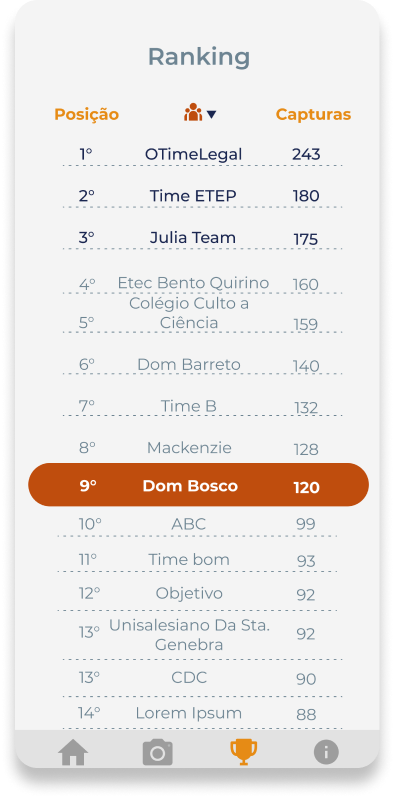 Ranking
Posição Capturas
1° OTimeLegal 243
2° Time ETEP 180
3° Julia Team 175
4° Etec Bento Quirino 160
Colégio Culto a
5° Ciência 159
6° Dom Barreto 140
7° Time B 132
8° Mackenzie 128
9° Dom Bosco 120
10° ABC 99
11° Time bom 93
12° Objetivo 92
13° Unisalesiano Da Sta. 92
Genebra
13° CDC 90
14° Lorem Ipsum 88